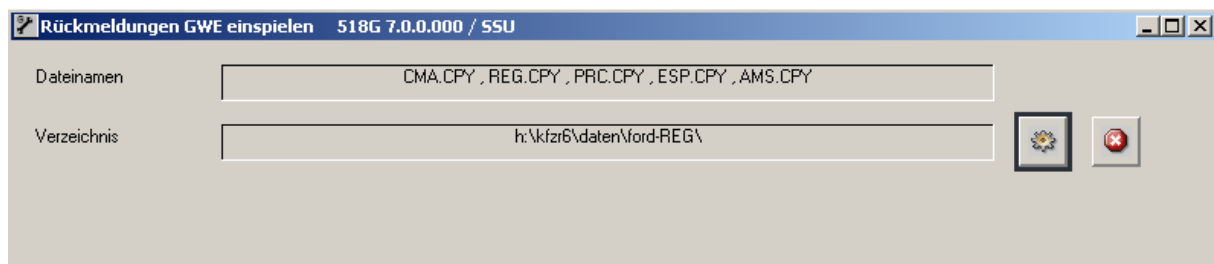 Rückmeldungen GWE einspielen 518G 7.0.0.000 / SSU
Dateinamen CMA.CPY , REG.CPY , PRC.CPY , ESP.CPY , AMS.CPY
Verzeichnis h:\kfzr6\daten\ford-REG\